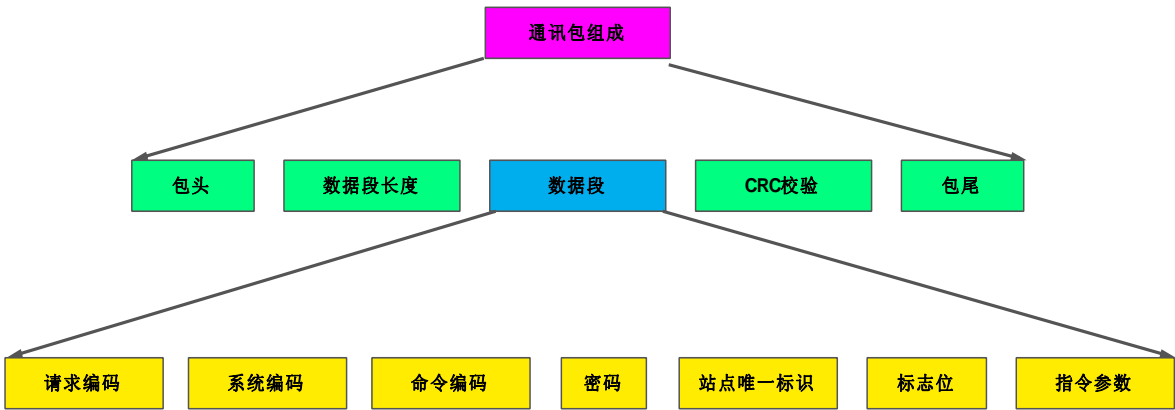 通讯包组成
包头
数据段长度
数据段
CRC校验
包尾
请求编码
系统编码
命令编码
密码
站点唯一标识
标志位
指令参数